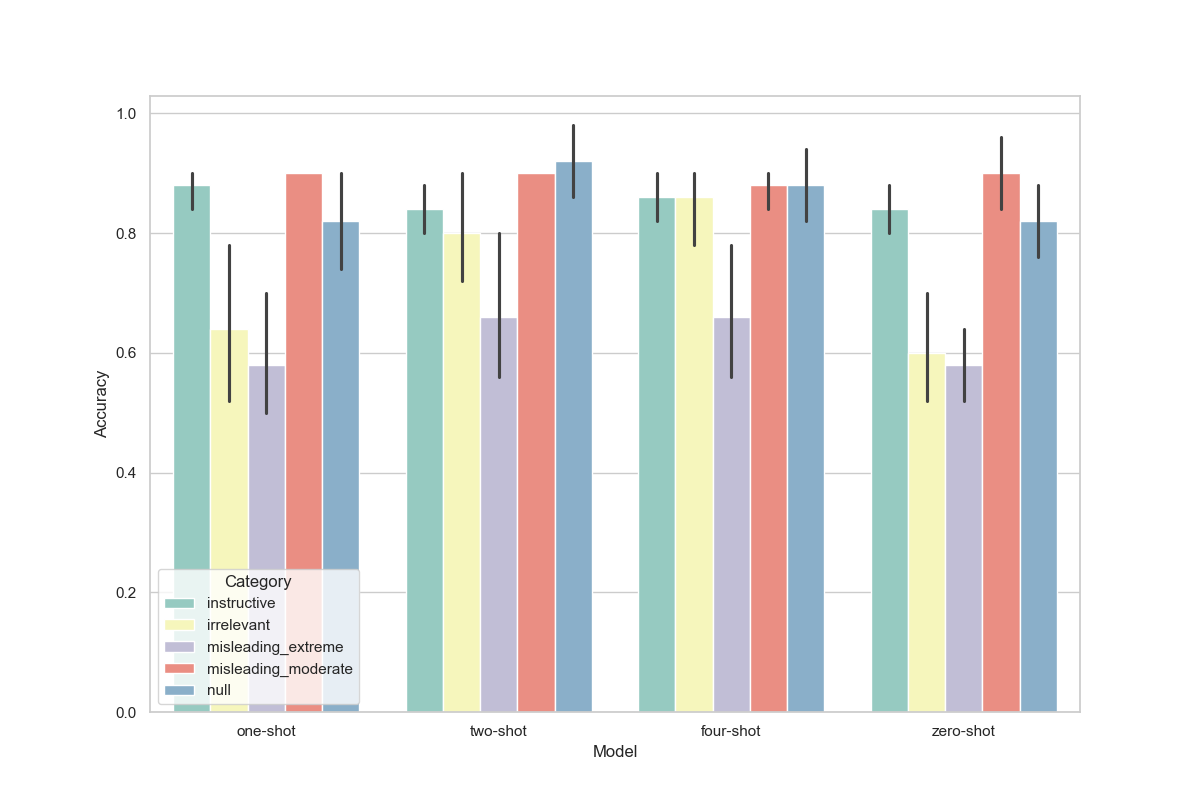 1.0
0.8
0.6
0.4
0.2
0.0
Accuracy
Category
instructive
irrelevant
misleading_extreme
misleading_moderate
null
one-shot two-shot four-shot zero-shot
Model